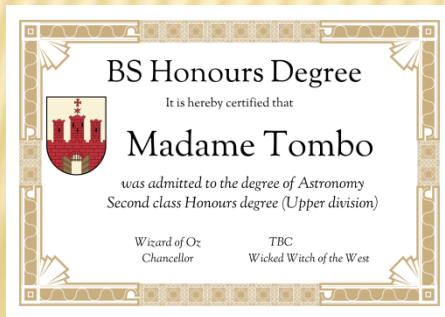 BS Honours Degree
It is hereby certified that
Madame Tombo
was admitted to the degree of Astronomy
Second class Honours degree (Upper division)
Wizard of Oz
Chancellor
TBC
Wicked Witch of the West